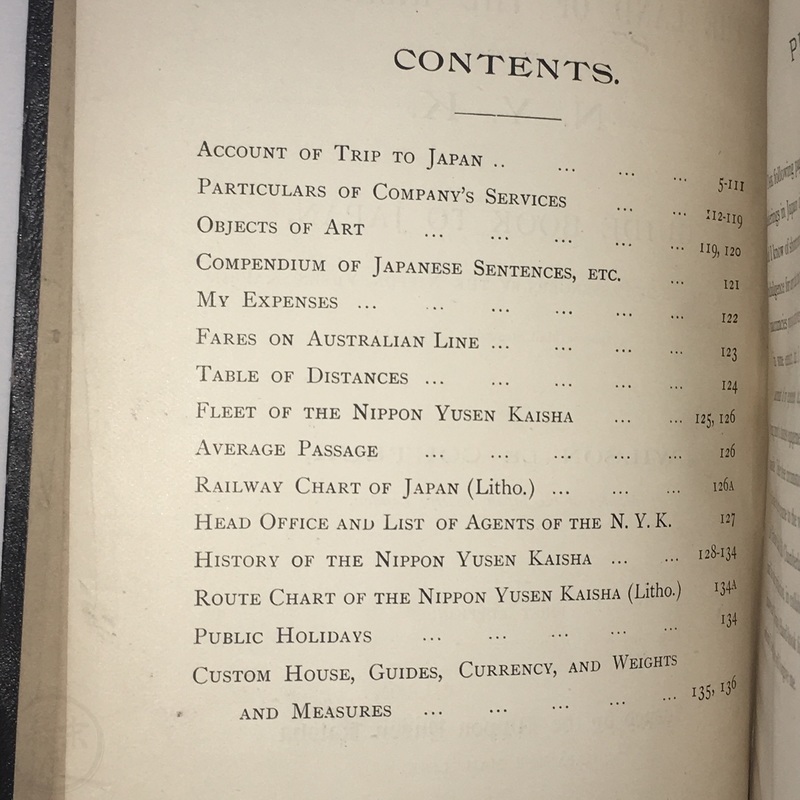 CONTENTS.
ACCOUNT OF TRIP TO JAPAN .. ... ... ... 5-111
PARTICULARS OF COMPANY'S SERVICES ... ... 112-119
OBJECTS OF ART ... ... ... ... ... 119, 120
COMPENDIUM OF JAPANESE SENTENCES, ETC. ... 121
MY EXPENSES ... ... ... ... ... 122
FARES ON AUSTRALIAN LINE ... ... ... ... 123
TABLE OF DISTANCES ... ... ... ... ... 124
FLEET OF THE NIPPON YUSEN KAISHA ... ... 125, 126
AVERAGE PASSAGE ... ... ... ... ... 126
RAILWAY CHART OF JAPAN (Litho.) ... ... ... 126A
HEAD OFFICE AND LIST OF AGENTS OF THE N. Y. K. 127
HISTORY OF THE NIPPON YUSEN KAISHA ... ... 128-134
ROUTE CHART OF THE NIPPON YUSEN KAISHA (Litho.) 134A
PUBLIC HOLIDAYS ... ... ... ... ... 134
CUSTOM HOUSE, GUIDES, CURRENCY, AND WEIGHTS
AND MEASURES ... ... ... ... ... 135, 136